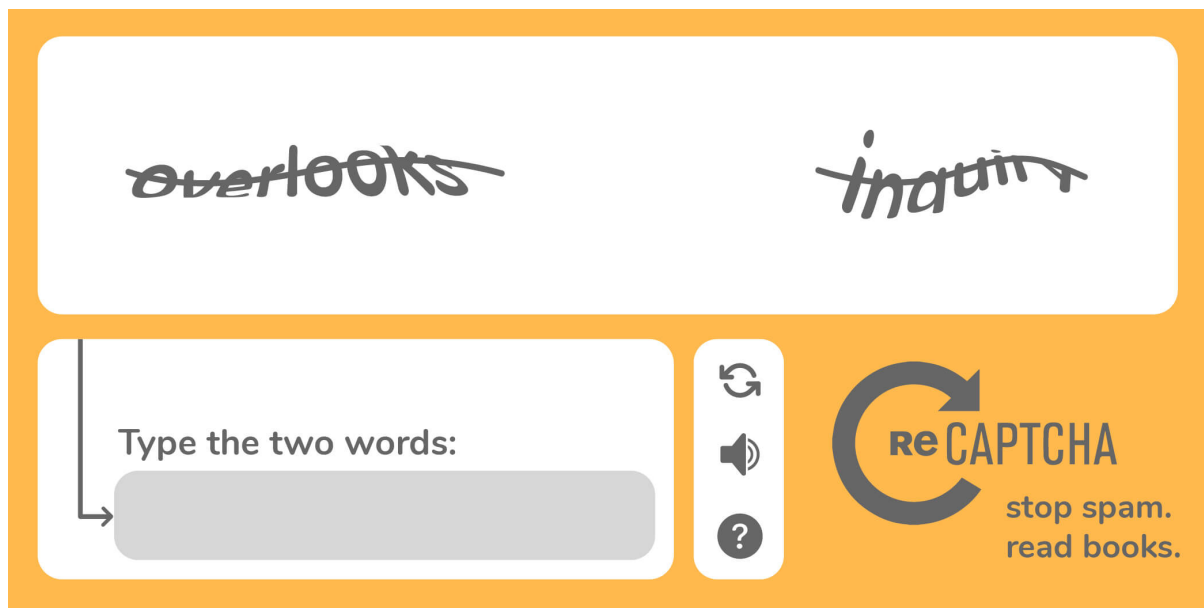 overlooks inquiry
Type the two words:
?
ReCAPTCHA
stop spam.
read books.